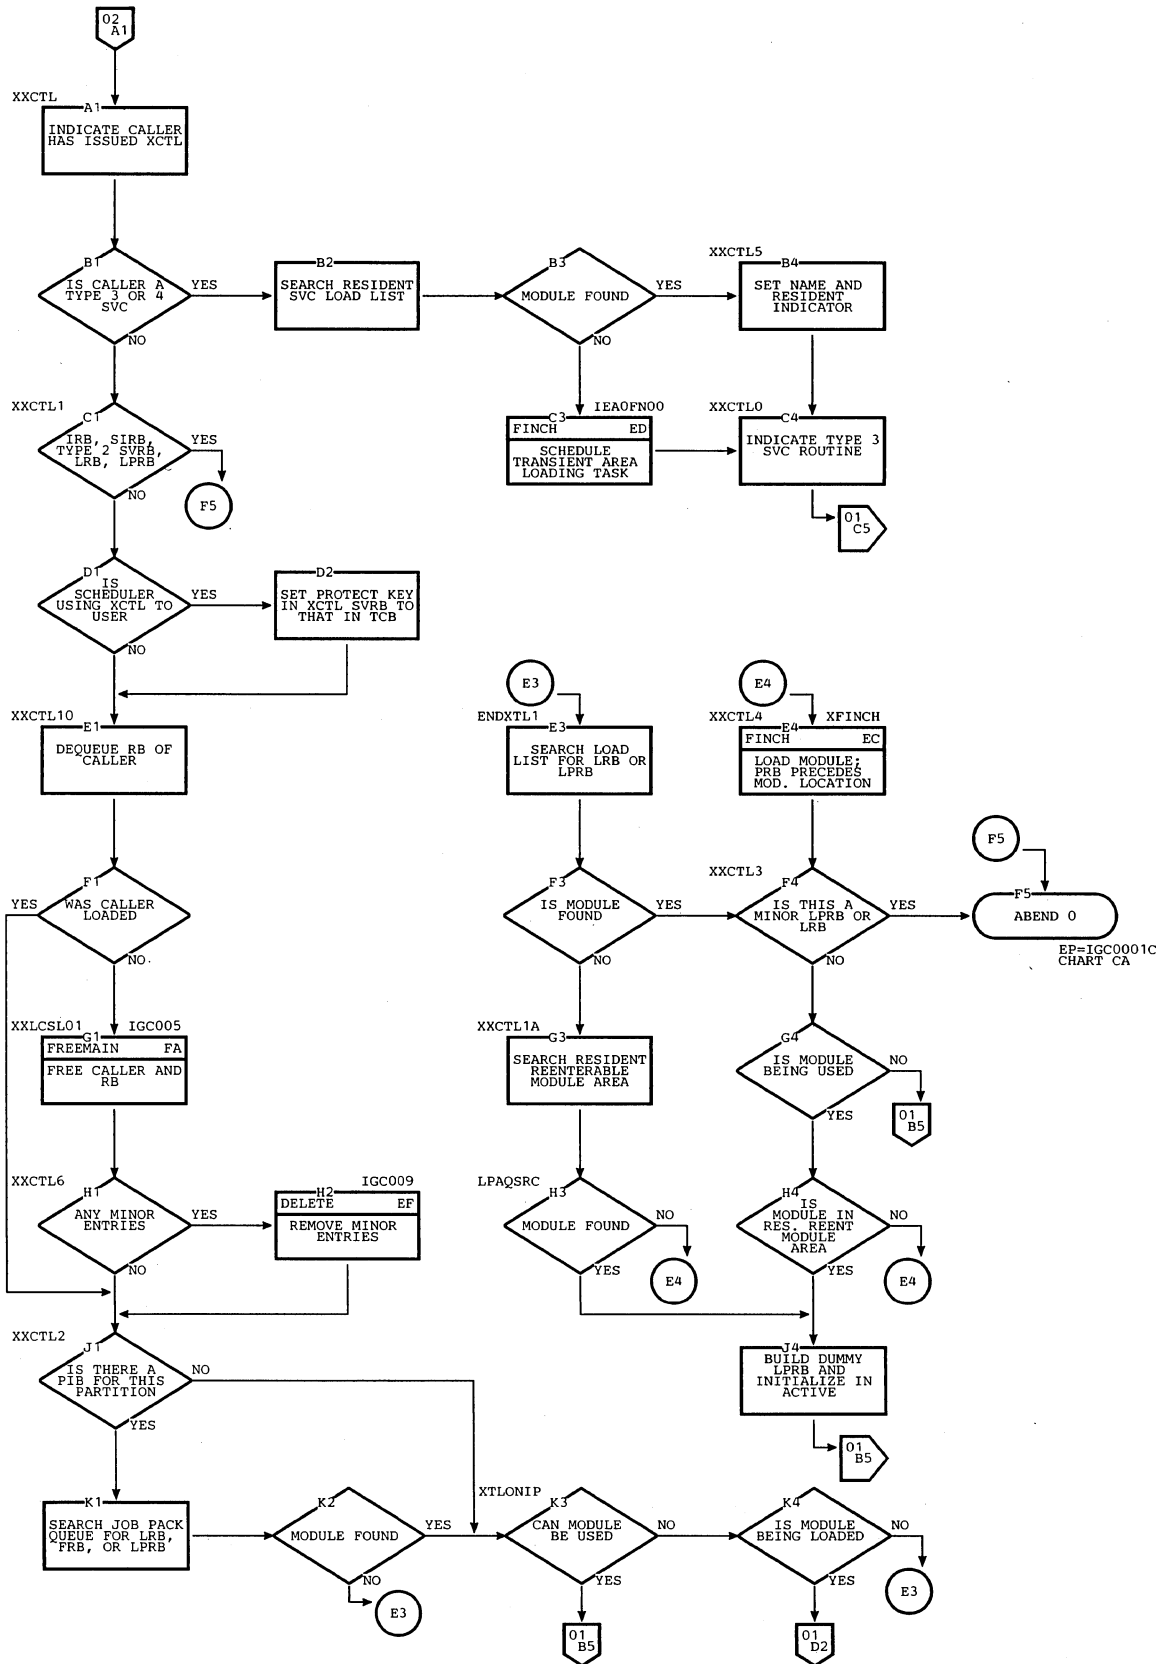 02
A1
XXCTL
A1
INDICATE CALLER
HAS ISSUED XCTL
B1
IS CALLER A
TYPE 3 OR 4
SVC
YES
NO
B2
SEARCH RESIDENT
SVC LOAD LIST
B3
MODULE FOUND
YES
NO
XXCTL5
B4
SET NAME AND
RESIDENT
INDICATOR
XXCTL1
C1
IRB, SIRB,
TYPE 2 SVRB,
LRB, LPRB
YES
NO
F5
IEA0FN00
C3
FINCH ED
SCHEDULE
TRANSIENT AREA
LOADING TASK
XXCTL0
C4
INDICATE TYPE 3
SVC ROUTINE
01
C5
D1
IS
SCHEDULER
USING XCTL TO
USER
YES
NO
D2
SET PROTECT KEY
IN XCTL SVRB TO
THAT IN TCB
XXCTL10
E1
DEQUEUE RB OF
CALLER
E3
ENDXTL1
E3
SEARCH LOAD
LIST FOR LRB OR
LPRB
E4
XXCTL4 XFINCH
E4
FINCH EC
LOAD MODULE;
PRB PRECEDES
MOD. LOCATION
F1
WAS CALLER
LOADED
YES
NO.
F3
IS MODULE
FOUND
YES
NO
XXCTL3
F4
IS THIS A
MINOR LPRB OR
LRB
YES
NO
F5
F5
ABEND 0
EP=IGC0001C
CHART CA
XXLCSL01 IGC005
G1
FREEMAIN FA
FREE CALLER AND
RB
XXCTL1A
G3
SEARCH RESIDENT
REENTERABLE
MODULE AREA
G4
IS MODULE
BEING USED
NO
YES
01
B5
XXCTL6
H1
ANY MINOR
ENTRIES
YES
NO
IGC009
H2
DELETE EF
REMOVE MINOR
ENTRIES
LPAQSRC
H3
MODULE FOUND
NO
YES
E4
H4
IS
MODULE IN
RES. REENT
MODULE
AREA
NO
YES
E4
XXCTL2
J1
IS THERE A
PIB FOR THIS
PARTITION
NO
YES
J4
BUILD DUMMY
LPRB AND
INITIALIZE IN
ACTIVE
01
B5
K1
SEARCH JOB PACK
QUEUE FOR LRB,
FRB, OR LPRB
K2
MODULE FOUND
YES
NO
E3
XTLONIP
K3
CAN MODULE
BE USED
NO
YES
01
B5
K4
IS MODULE
BEING LOADED
NO
YES
E3
01
D2